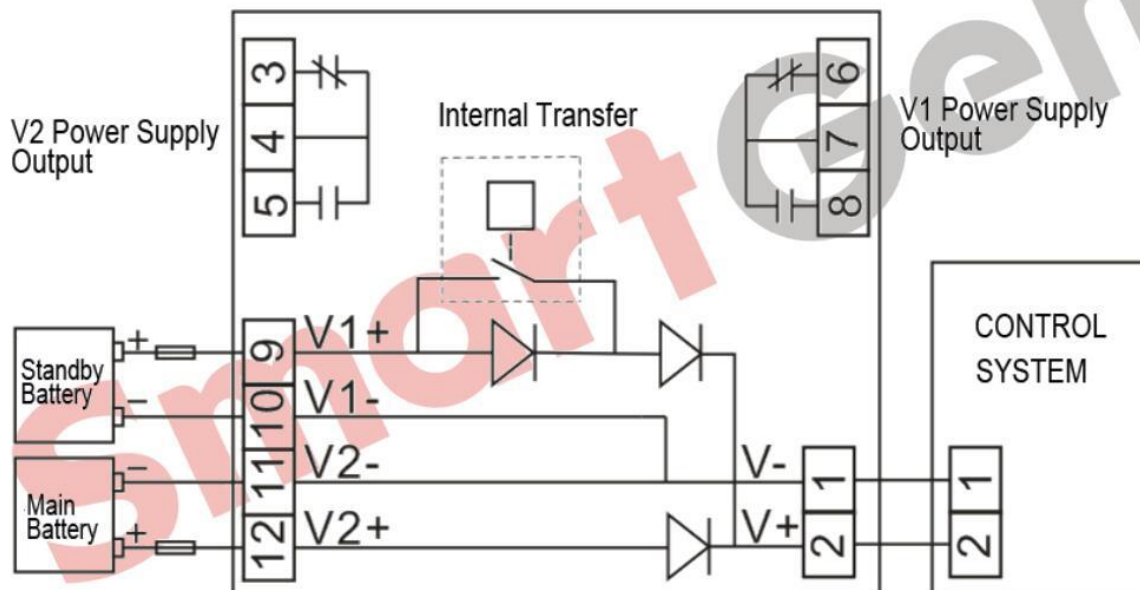 V2 Power Supply
Output
3
4
5
Internal Transfer
6
7
8
V1 Power Supply
Output
Standby
Battery
+
-
Main
Battery
-
+
9
10
11
12
V1+
V1-
V2-
V2+
V-
V+
1
2
CONTROL
SYSTEM
1
2
SmartGen